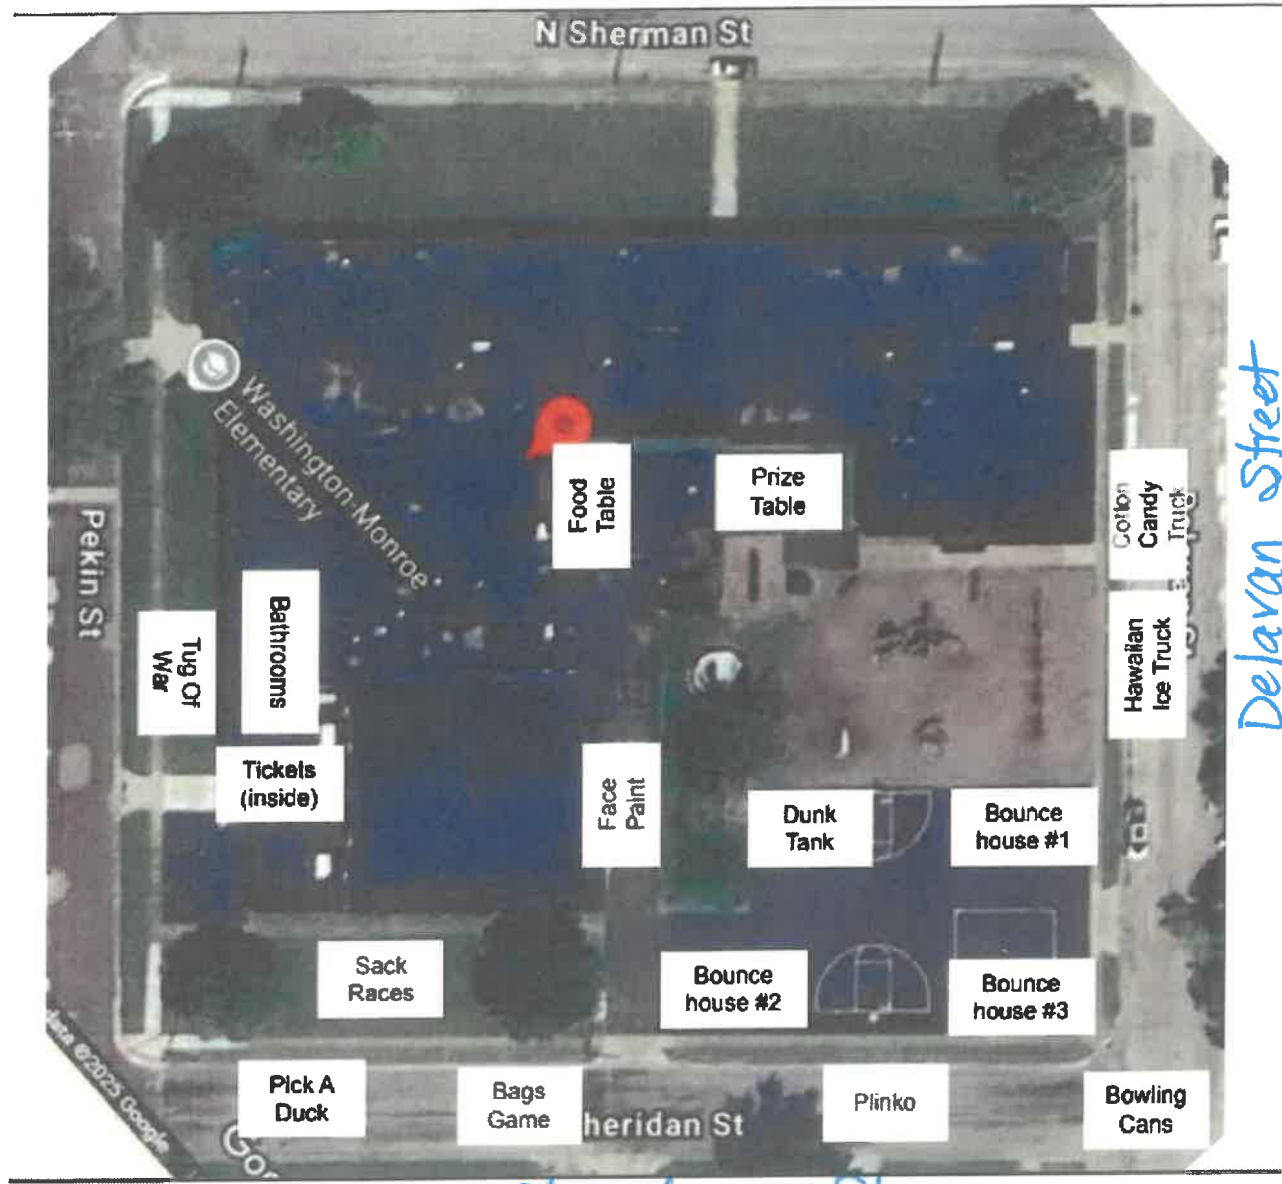 N Sherman St
Washington-Monroe
Elementary
Food
Table
Prize
Table
Cotton
Candy
Truck
Delavan Street
Pekin St
Bathrooms
Tug Of
War
Hawaiian
Ice Truck
Tickets
(inside)
Face
Paint
Dunk
Tank
Bounce
house #1
Sack
Races
Bounce
house #2
Bounce
house #3
data ©2025 Google
Pick A
Duck
Bags
Game
heridan St
Plinko
Bowling
Cans
Goo